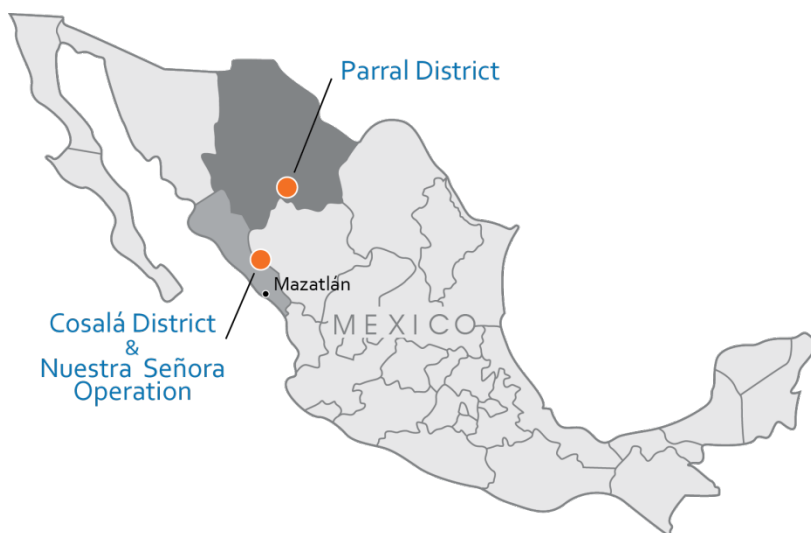 Parral District
Mazatlán
MEXICO
Cosalá District
&
Nuestra Señora
Operation